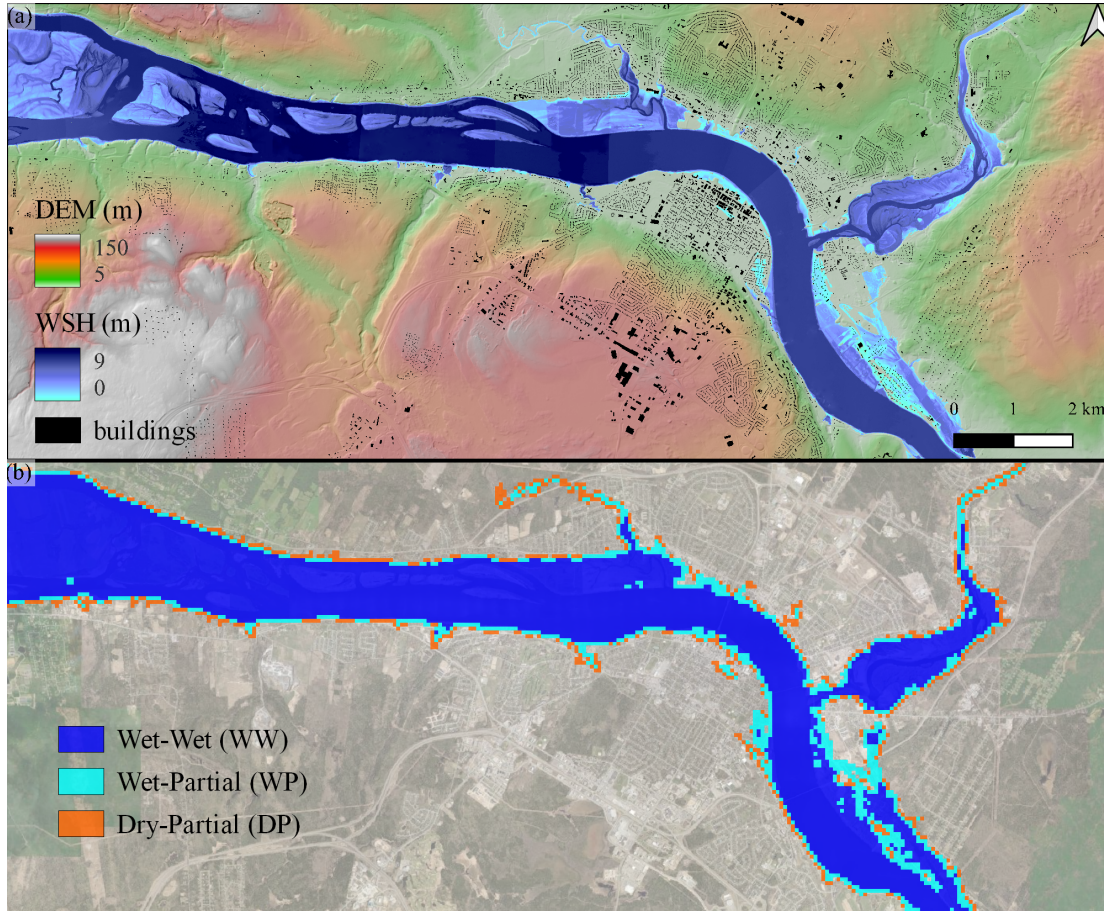 (a)
DEM (m)
150
5
WSH (m)
9
0
buildings
0 1 2 km
(b)
Wet-Wet (WW)
Wet-Partial (WP)
Dry-Partial (DP)